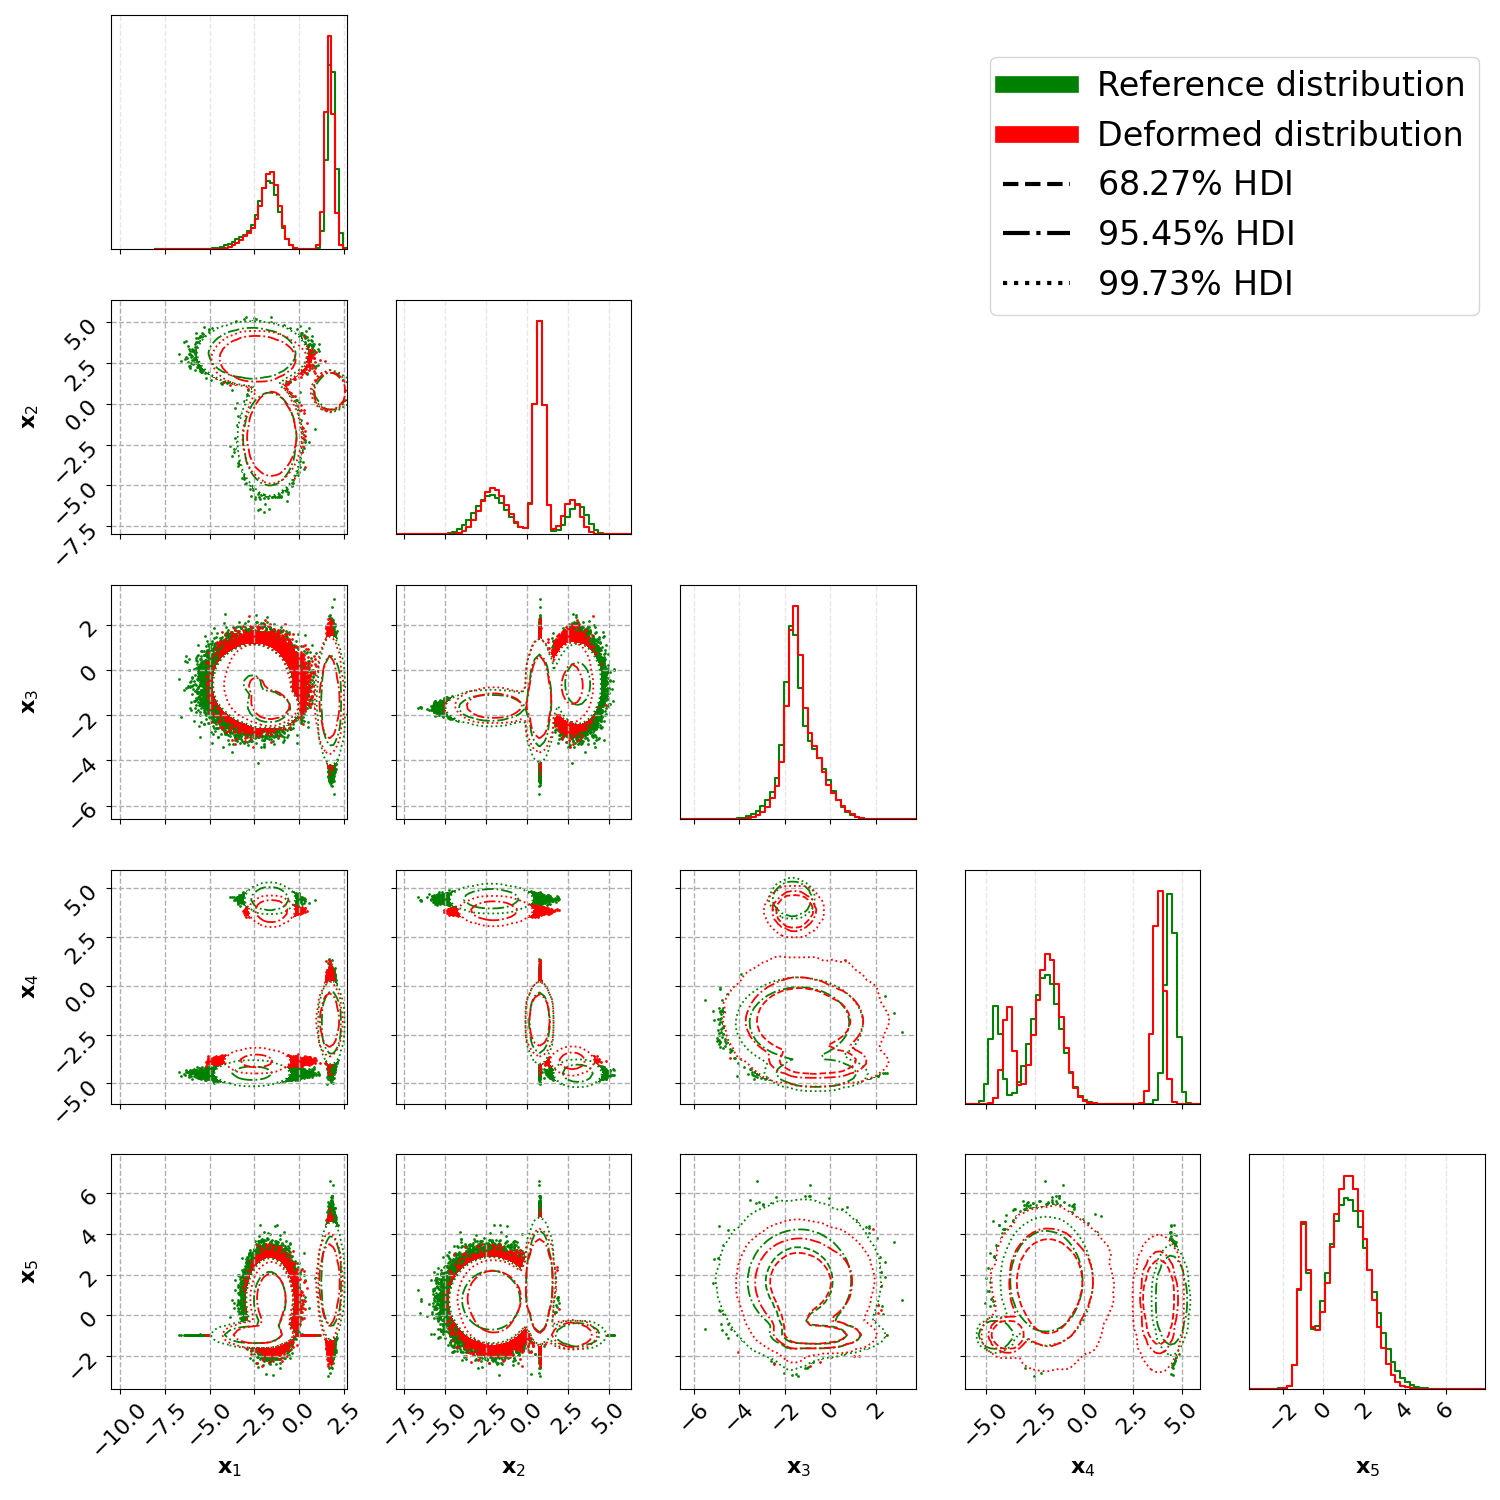 Reference distribution
Deformed distribution
68.27% HDI
95.45% HDI
99.73% HDI
x₂
5.0
2.5
0.0
−2.5
−5.0
−7.5
x₃
2
0
−2
−4
−6
x₄
5.0
2.5
0.0
−2.5
−5.0
x₅
6
4
2
0
−2
−10.0 −7.5 −5.0 −2.5 0.0 2.5
−7.5 −5.0 −2.5 0.0 2.5 5.0
−6 −4 −2 0 2
−5.0 −2.5 0.0 2.5 5.0
−2 0 2 4 6
x₁ x₂ x₃ x₄ x₅